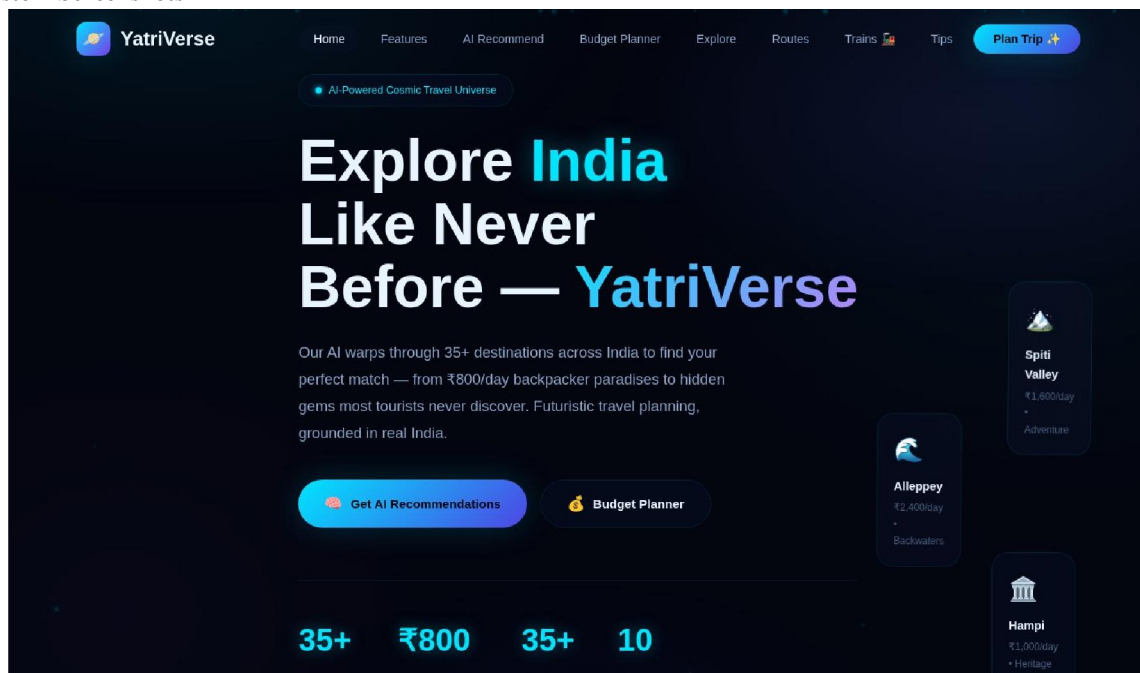 YatriVerse
Home Features AI Recommend Budget Planner Explore Routes Trains 🚂 Tips Plan Trip ✨
AI-Powered Cosmic Travel Universe
Explore India
Like Never
Before — YatriVerse
Our AI warps through 35+ destinations across India to find your
perfect match — from ₹800/day backpacker paradises to hidden
gems most tourists never discover. Futuristic travel planning,
grounded in real India.
🧠 Get AI Recommendations
💰 Budget Planner
Spiti
Valley
₹1,600/day
•
Adventure
Alleppey
₹2,400/day
•
Backwaters
Hampi
₹1,000/day
• Heritage
35+ ₹800 35+ 10